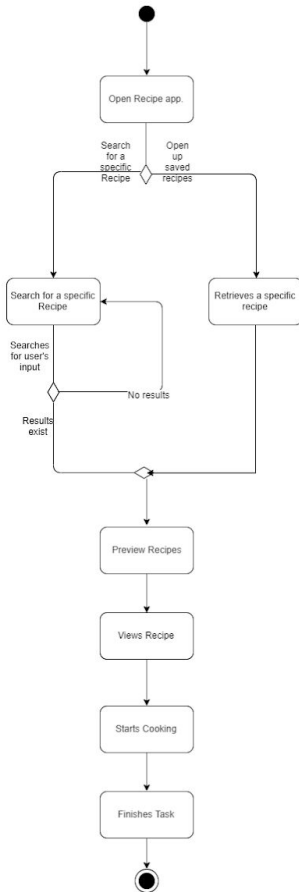 Open Recipe app.
Search
for a
specific
Recipe
Open
up
saved
recipes
Search for a specific
Recipe
Retrieves a specific
recipe
Searches
for user's
input
No results
Results
exist
Preview Recipes
Views Recipe
Starts Cooking
Finishes Task